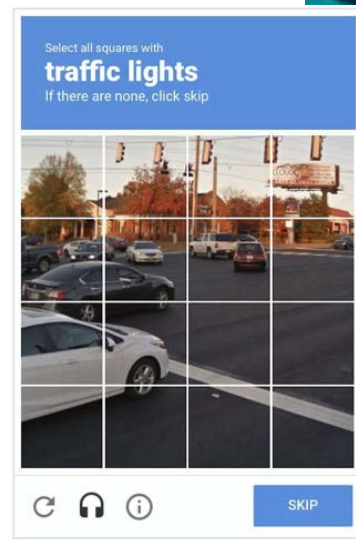 Select all squares with
traffic lights
If there are none, click skip
SKIP